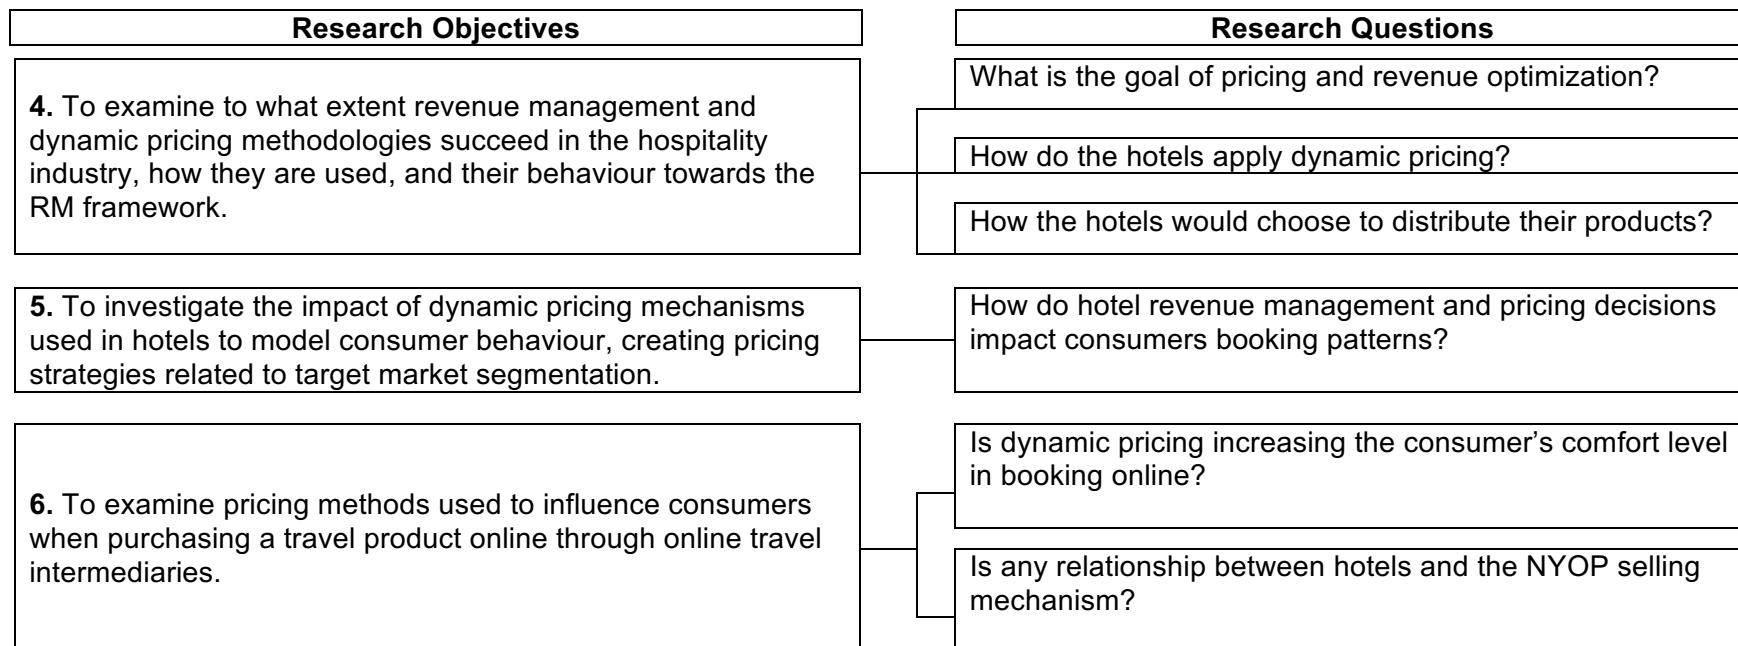 Research Objectives
Research Questions
4. To examine to what extent revenue management and
dynamic pricing methodologies succeed in the hospitality
industry, how they are used, and their behaviour towards the
RM framework.
What is the goal of pricing and revenue optimization?
How do the hotels apply dynamic pricing?
How the hotels would choose to distribute their products?
5. To investigate the impact of dynamic pricing mechanisms
used in hotels to model consumer behaviour, creating pricing
strategies related to target market segmentation.
How do hotel revenue management and pricing decisions
impact consumers booking patterns?
6. To examine pricing methods used to influence consumers
when purchasing a travel product online through online travel
intermediaries.
Is dynamic pricing increasing the consumer’s comfort level
in booking online?
Is any relationship between hotels and the NYOP selling
mechanism?